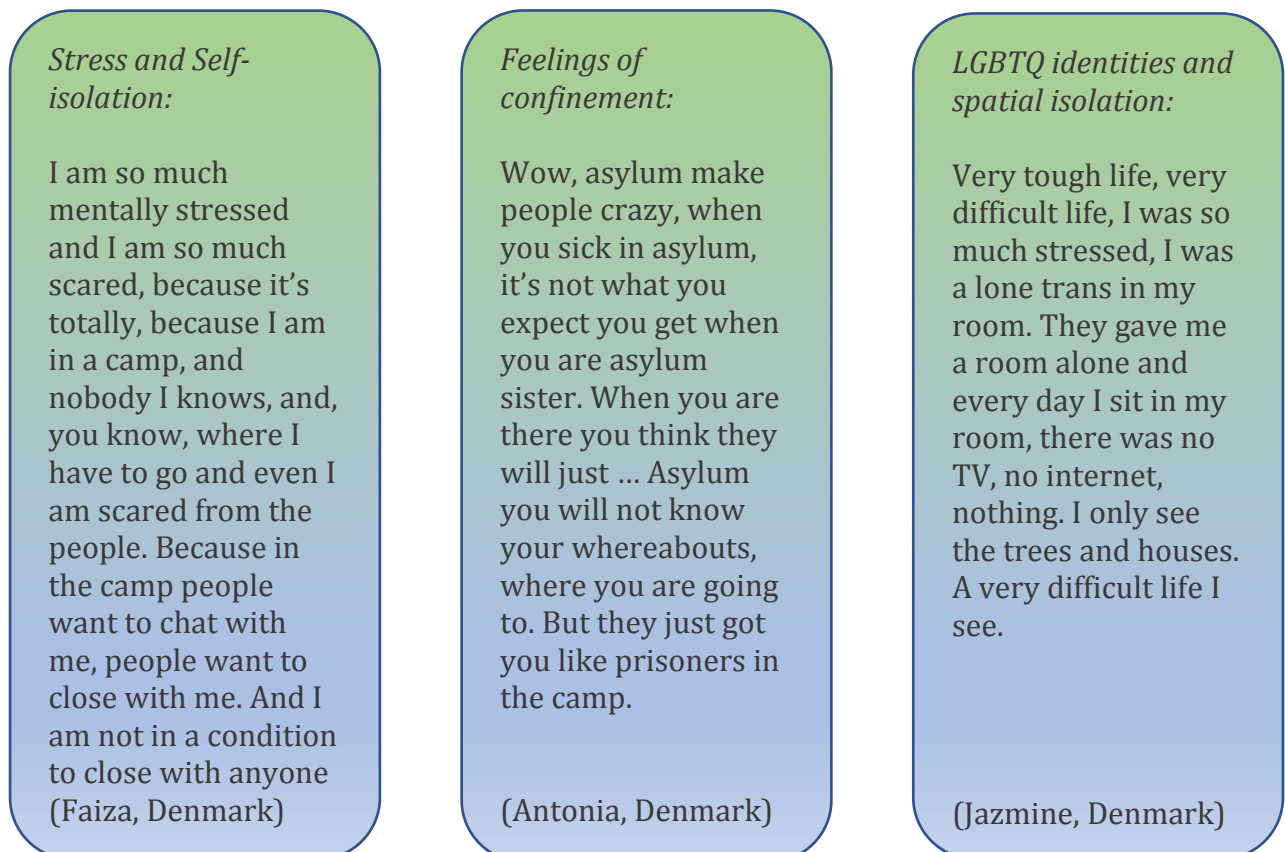 Stress and Self-
isolation:
I am so much
mentally stressed
and I am so much
scared, because it’s
totally, because I am
in a camp, and
nobody I knows, and,
you know, where I
have to go and even I
am scared from the
people. Because in
the camp people
want to chat with
me, people want to
close with me. And I
am not in a condition
to close with anyone
(Faiza, Denmark)
Feelings of
confinement:
Wow, asylum make
people crazy, when
you sick in asylum,
it’s not what you
expect you get when
you are asylum
sister. When you are
there you think they
will just … Asylum
you will not know
your whereabouts,
where you are going
to. But they just got
you like prisoners in
the camp.
(Antonia, Denmark)
LGBTQ identities and
spatial isolation:
Very tough life, very
difficult life, I was so
much stressed, I was
a lone trans in my
room. They gave me
a room alone and
every day I sit in my
room, there was no
TV, no internet,
nothing. I only see
the trees and houses.
A very difficult life I
see.
(Jazmine, Denmark)